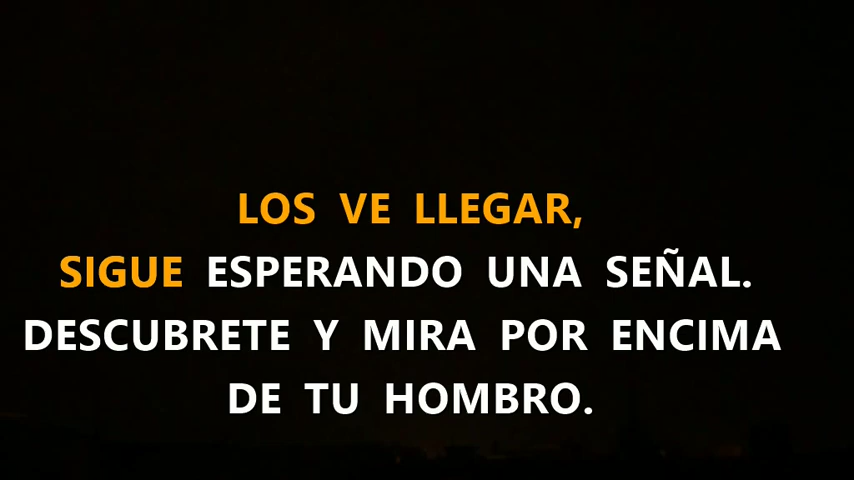 LOS VE LLEGAR,
SIGUE ESPERANDO UNA SEÑAL.
DESCUBRETE Y MIRA POR ENCIMA
DE TU HOMBRO.